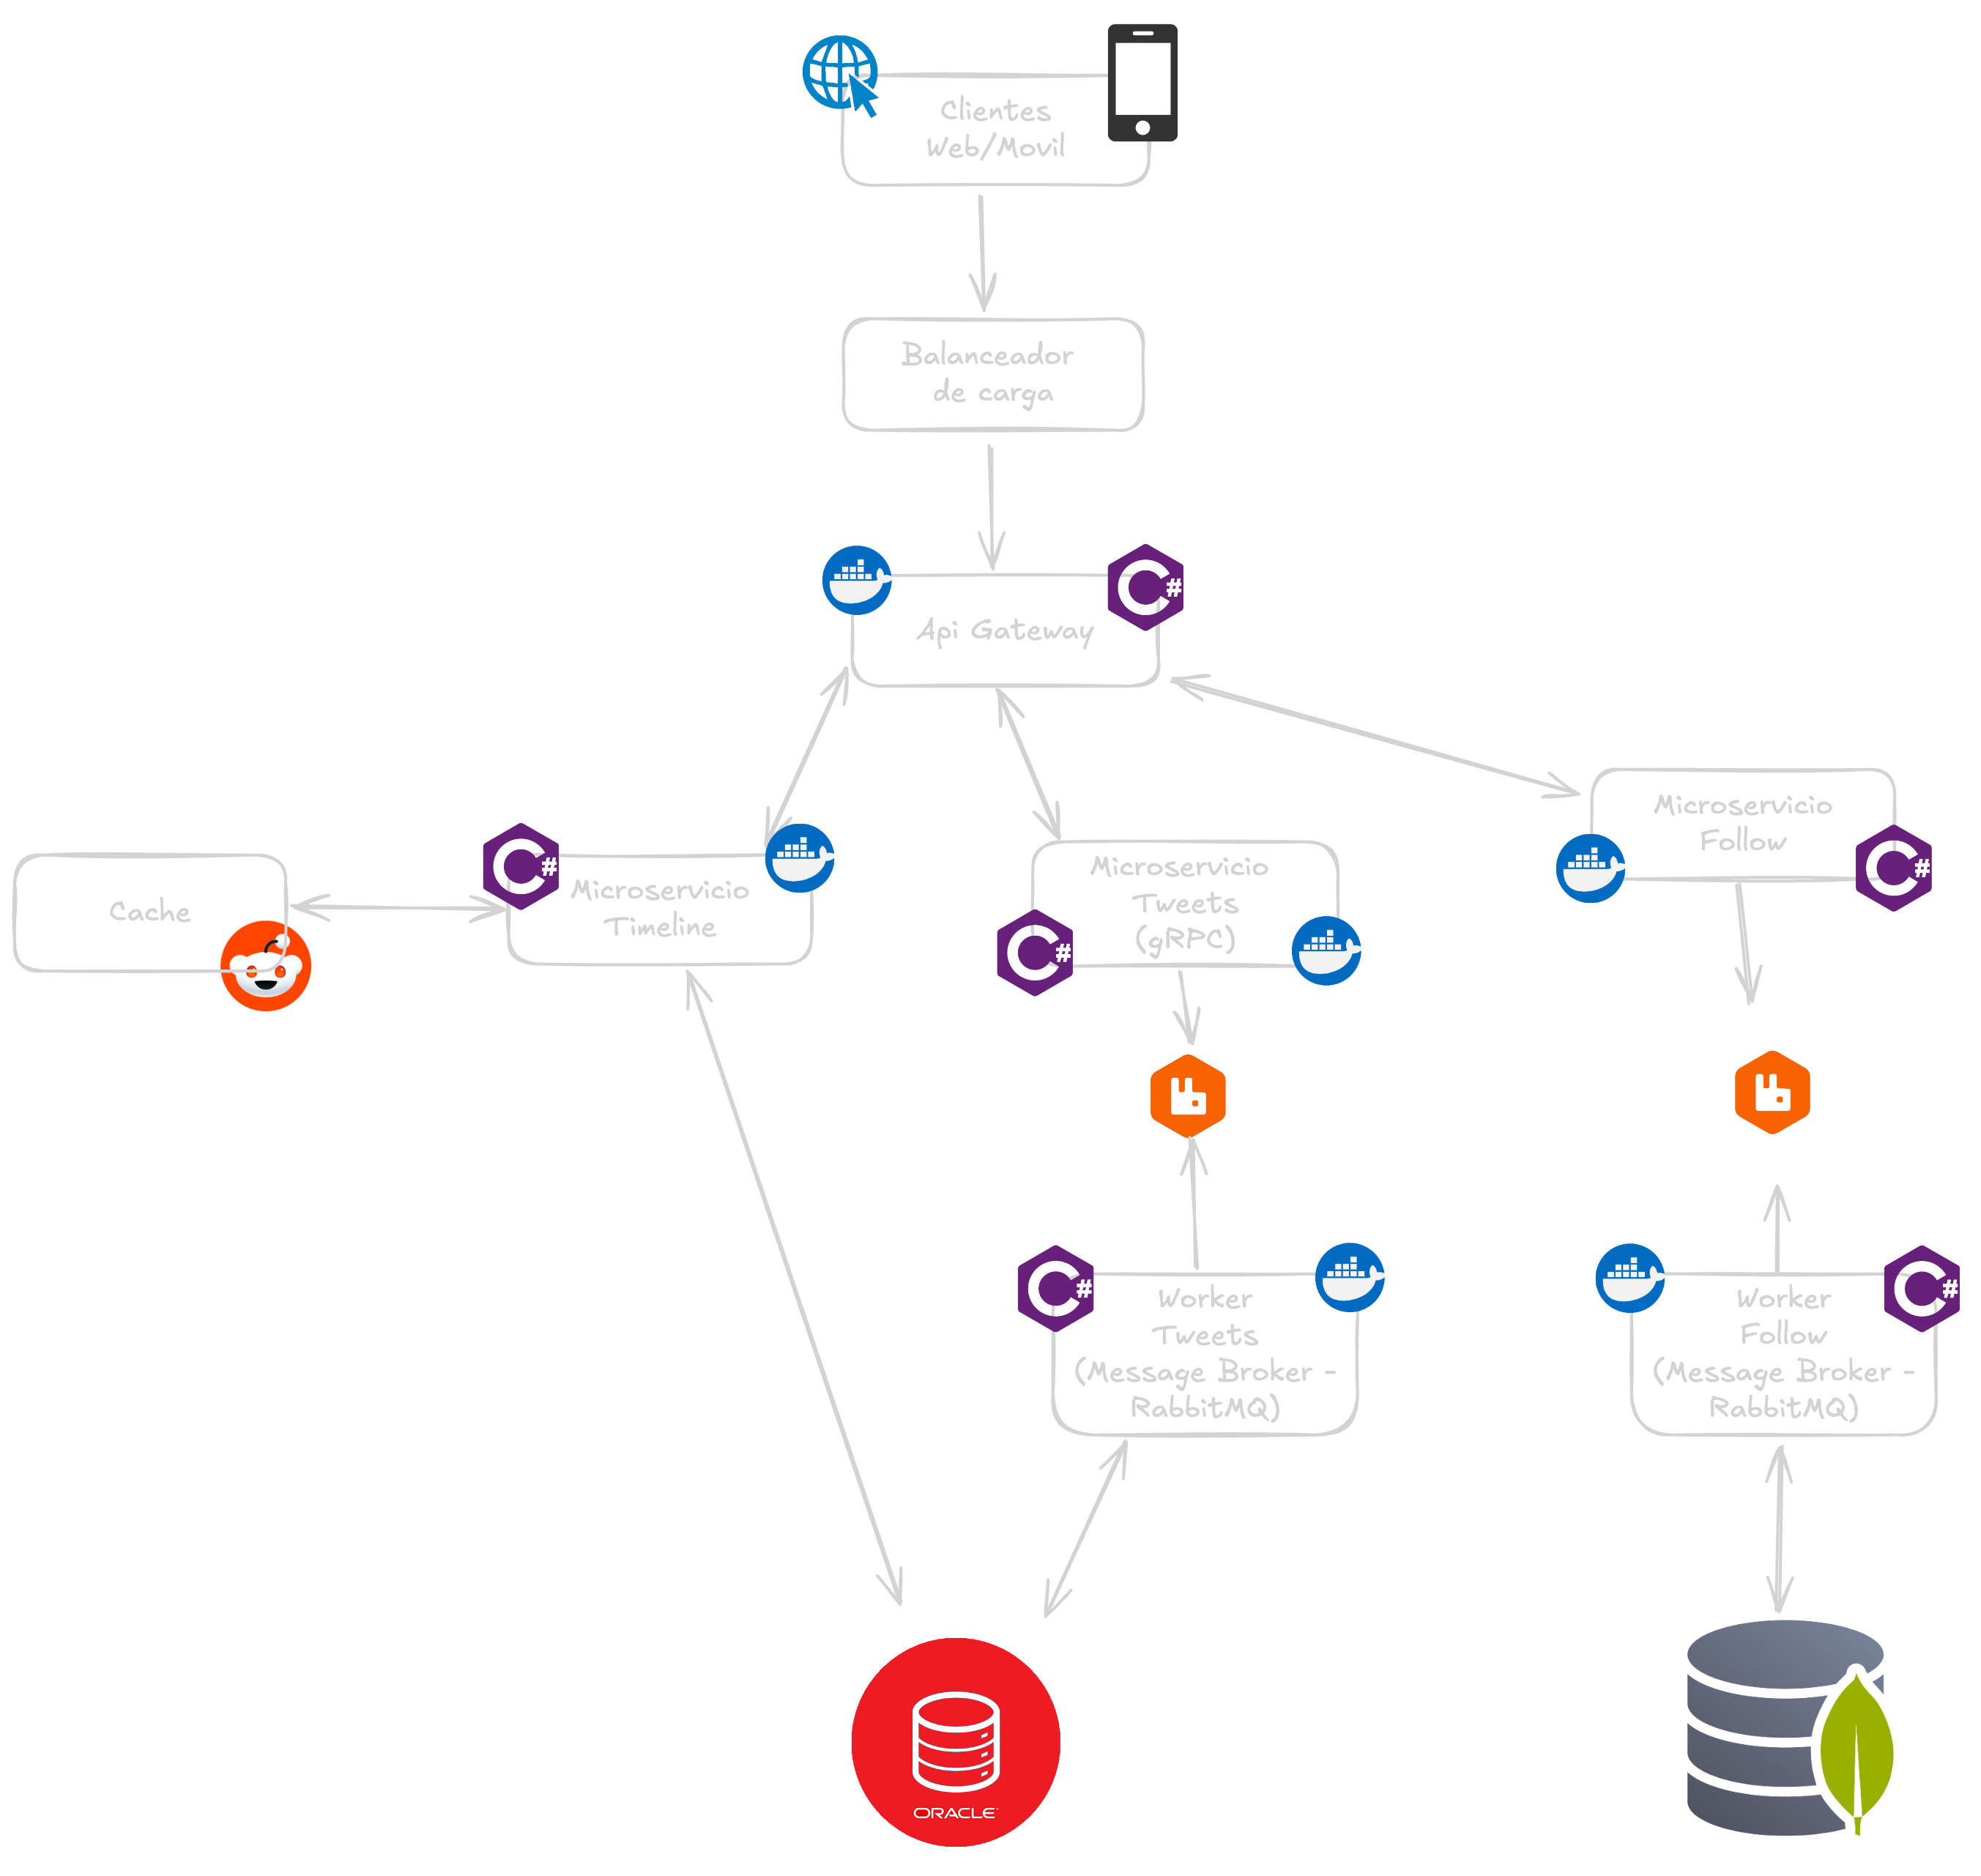 Clientes
Web/Movil
Balanceador
de carga
Api Gateway
C#
Microservicio
Follow
C#
Cache
C#
Microservicio
Timeline
Microservicio
Tweets
(gRPC)
C#
C#
Worker
Tweets
(Message Broker -
RabbitMQ)
Worker
Follow
(Message Broker -
RabbitMQ)
C#
ORACLE